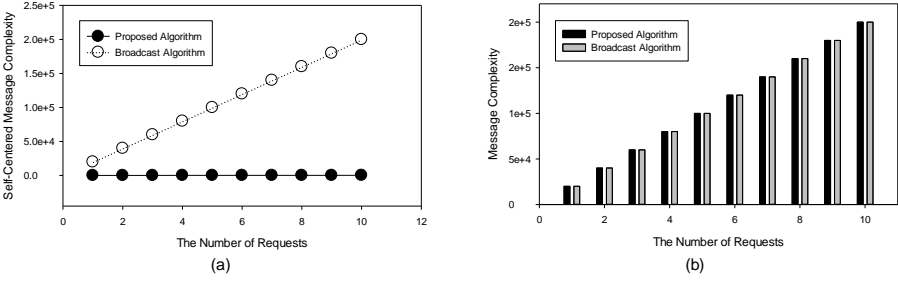 2.5e+5
2.0e+5
1.5e+5
1.0e+5
5.0e+4
0.0
Self-Centered Message Complexity
Proposed Algorithm
Broadcast Algorithm
0 2 4 6 8 10 12
The Number of Requests
(a)
2e+5
2e+5
1e+5
5e+4
0
Message Complexity
Proposed Algorithm
Broadcast Algorithm
0 2 4 6 8 10
The Number of Requests
(b)